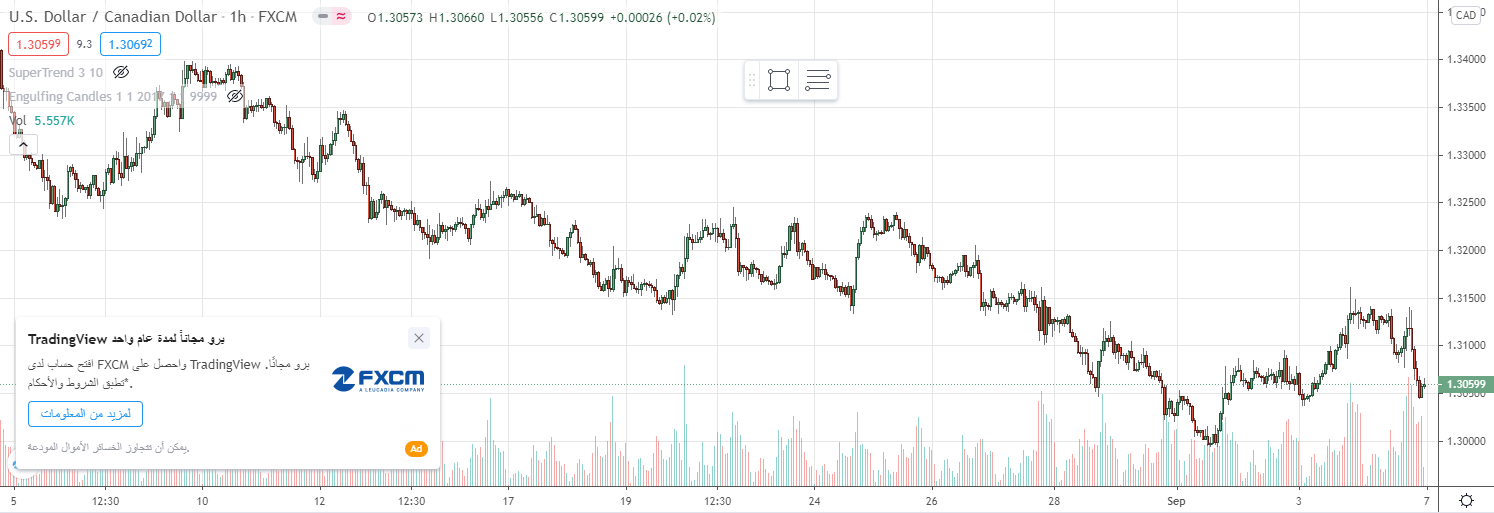 U.S. Dollar / Canadian Dollar · 1h · FXCM O1.30573 H1.30660 L1.30556 C1.30599 +0.00026 (+0.02%)
CAD
1.30599 9.3 1.30692
SuperTrend 3 10
Engulfing Candles 1 1 2017 1 1 9999
Vol 5.557K
1.34000
1.33500
1.33000
1.32500
1.32000
1.31500
1.31000
1.30599
1.30500
1.30000
TradingView برو مجاناً لمدة عام واحد
افتح حساب لدى FXCM واحصل على TradingView برو مجانًا.
*تطبق الشروط والأحكام.
FXCM
A LEUCADIA COMPANY
لمزيد من المعلومات
يمكن أن تتجاوز الخسائر الأموال المودعة.
Ad
5 12:30 10 12 12:30 17 19 12:30 24 26 28 Sep 3 7